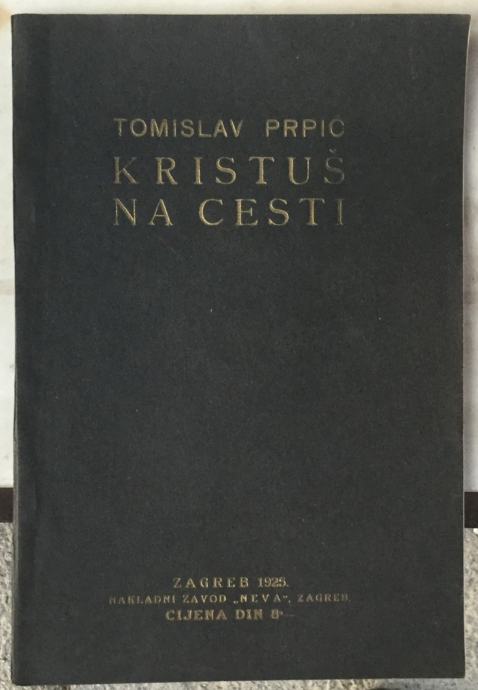 TOMISLAV PRPIĆ
KRISTUŠ
NA CESTI
ZAGREB 1925.
NAKLADNI ZAVOD „NEVA“, ZAGREB.
CIJENA DIN 8·—